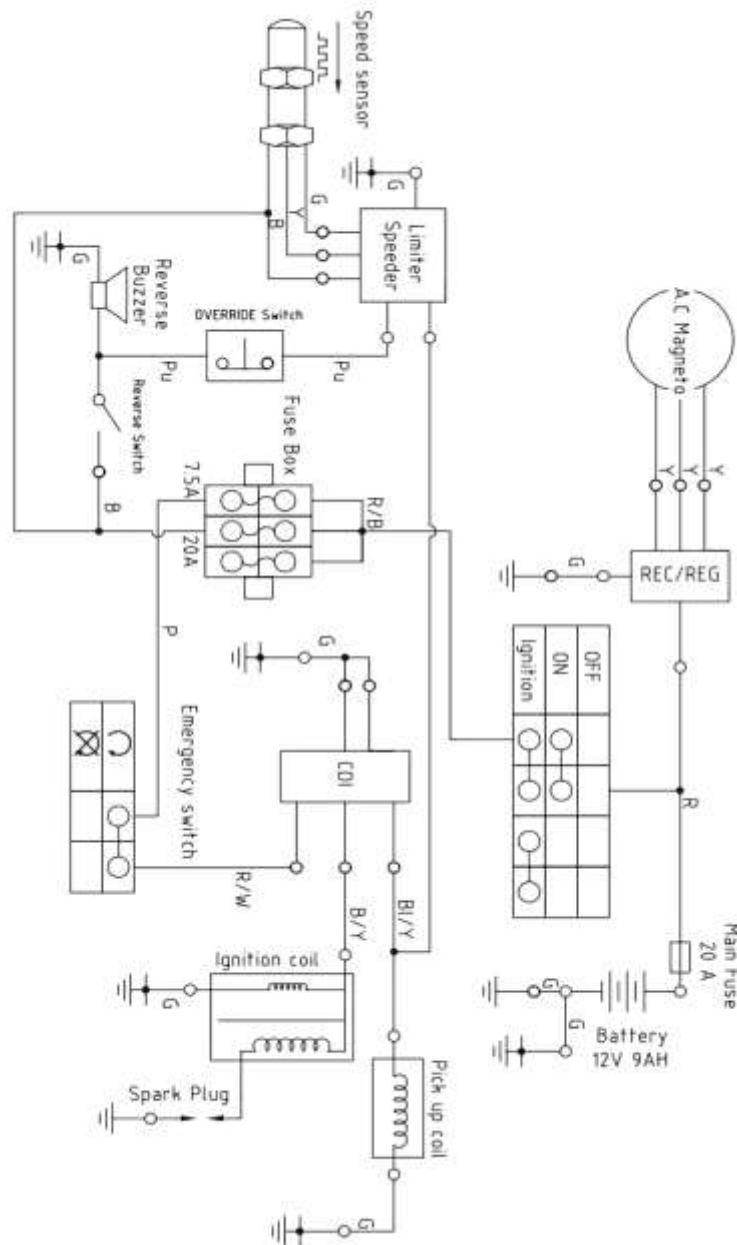 Speed sensor
G
Y
B
G
Limiter
Speeder
A.C Magneto
Y
Y
Y
G
Reverse
Buzzer
OVERRIDE Switch
Pu
Pu
Reverse Switch
B
Fuse Box
7.5A
20A
R/B
G
REC/REG
OFF
ON
Ignition
R
P
G
CDI
Emergency switch
R/W
B/Y
Bl/Y
Main Fuse
20 A
Ignition coil
G
G
G
Battery
12V 9AH
Spark Plug
Pick up coil
G